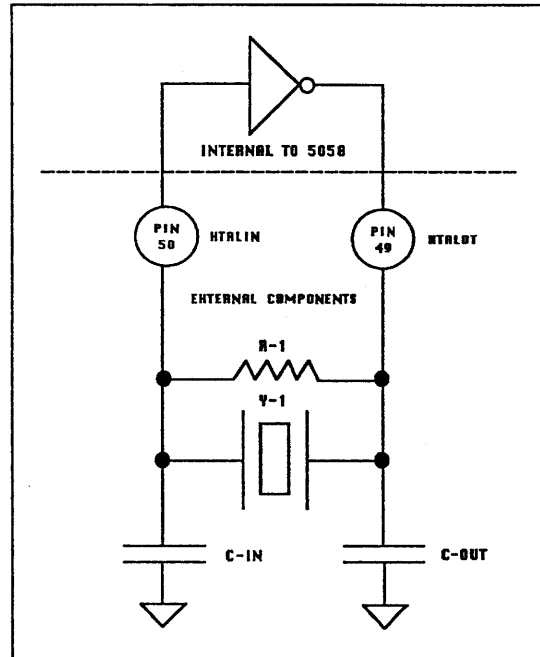 INTERNAL TO 5058
PIN 50
XTALIN
PIN 49
XTALOT
EXTERNAL COMPONENTS
R-1
Y-1
C-IN
C-OUT